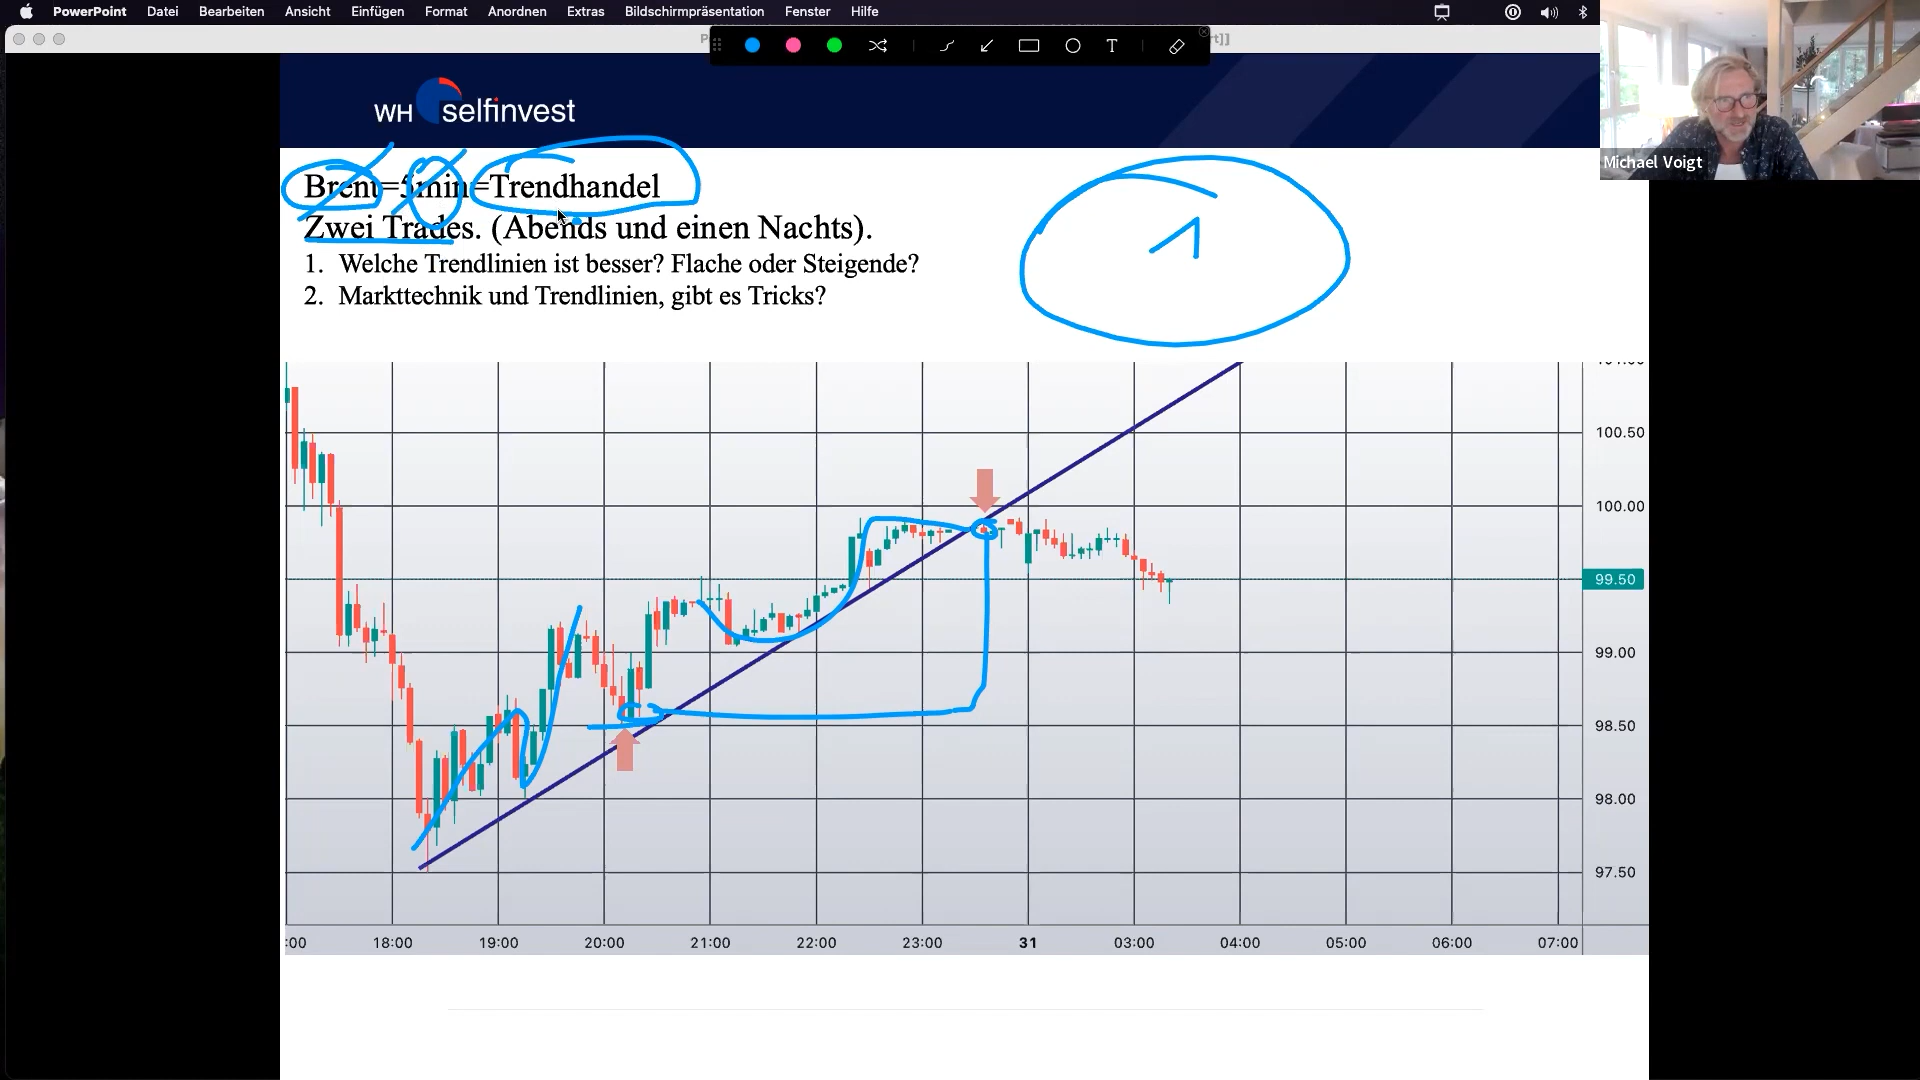 PowerPoint Datei Bearbeiten Ansicht Einfügen Format Anordnen Extras Bildschirmpräsentation Fenster Hilfe
T
WH selfinvest
Michael Voigt
Brent=5min=Trendhandel
Zwei Trades. (Abends und einen Nachts).
1. Welche Trendlinien ist besser? Flache oder Steigende?
2. Markttechnik und Trendlinien, gibt es Tricks?
1
100.50
100.00
99.50
99.00
98.50
98.00
97.50
:00 18:00 19:00 20:00 21:00 22:00 23:00 31 03:00 04:00 05:00 06:00 07:00